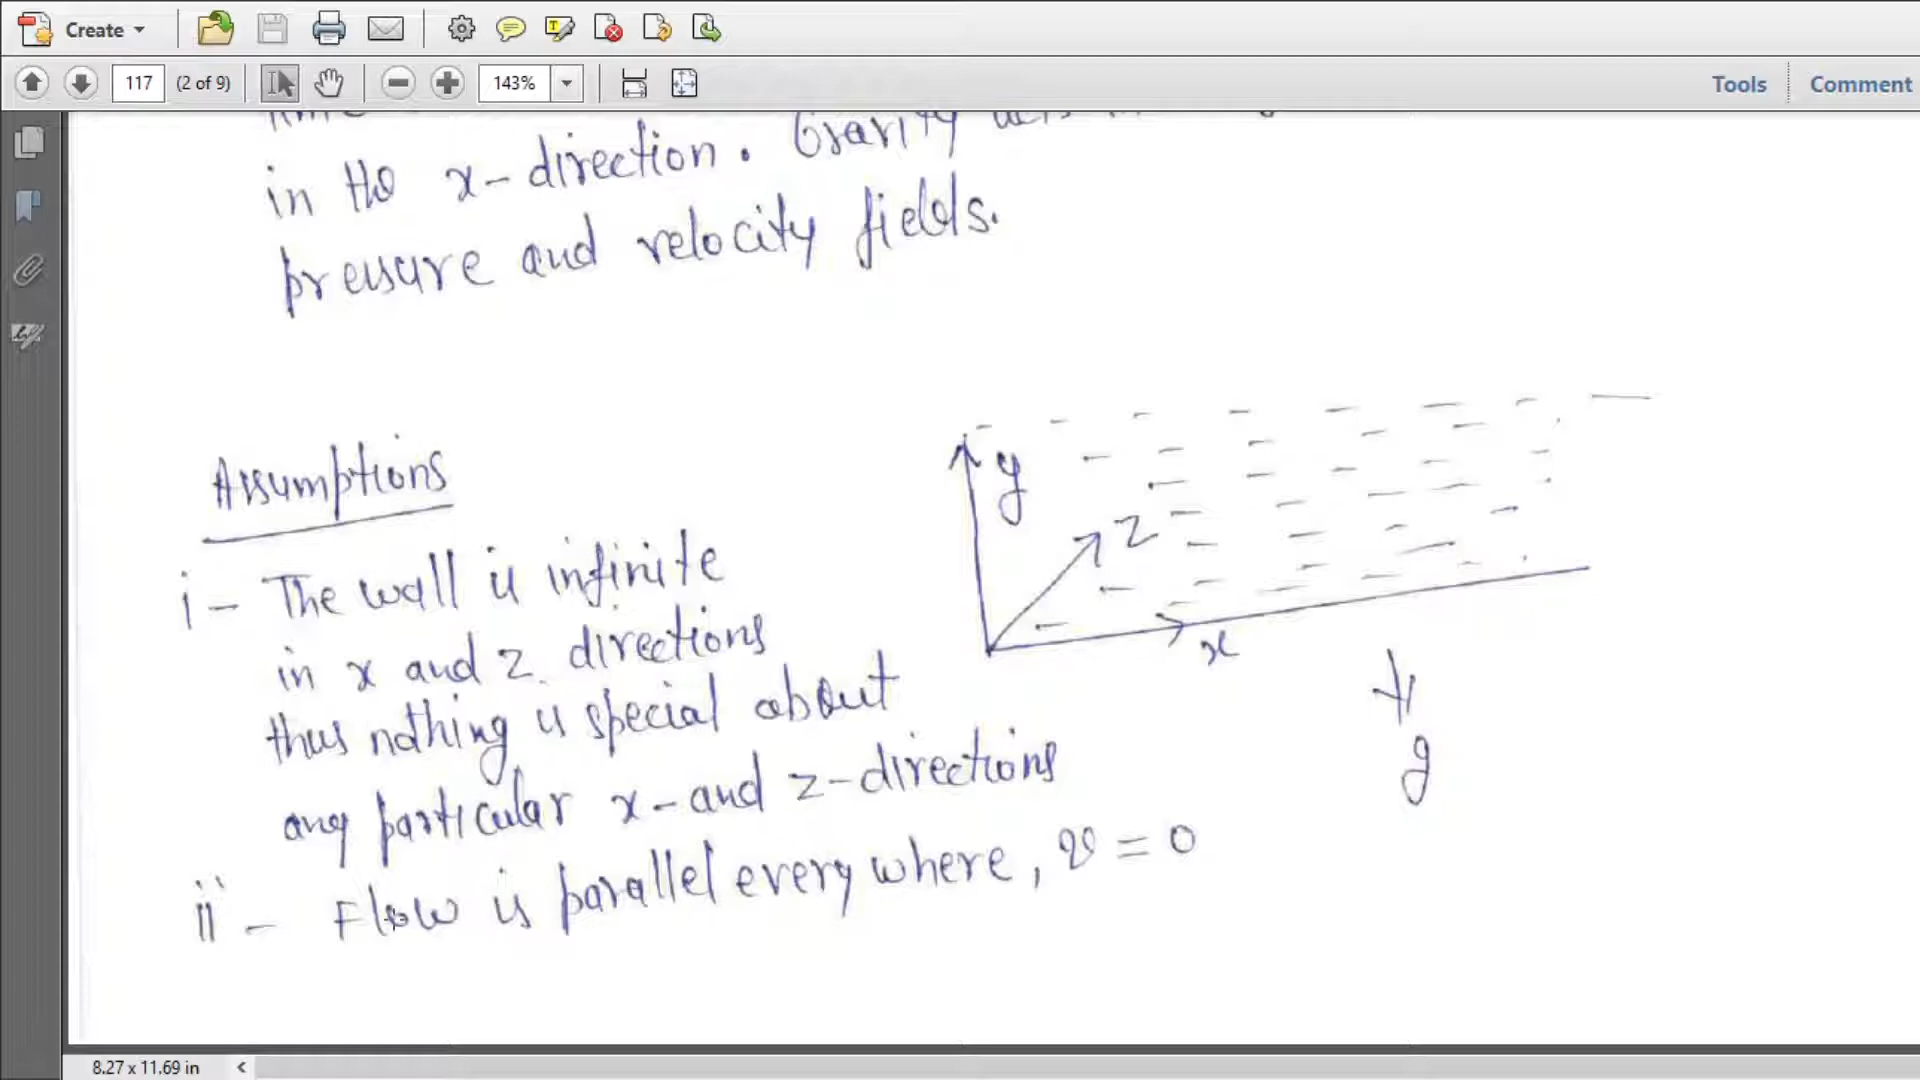 Create
117
(2 of 9)
143%
Tools
Comment
in the x-direction. Gravity
pressure and velocity fields.
Assumptions
y
z
x
g
i - The wall is infinite
in x and z directions
thus nothing is special about
any particular x- and z-directions
ii - Flow is parallel every where, v = 0
8.27 x 11.69 in